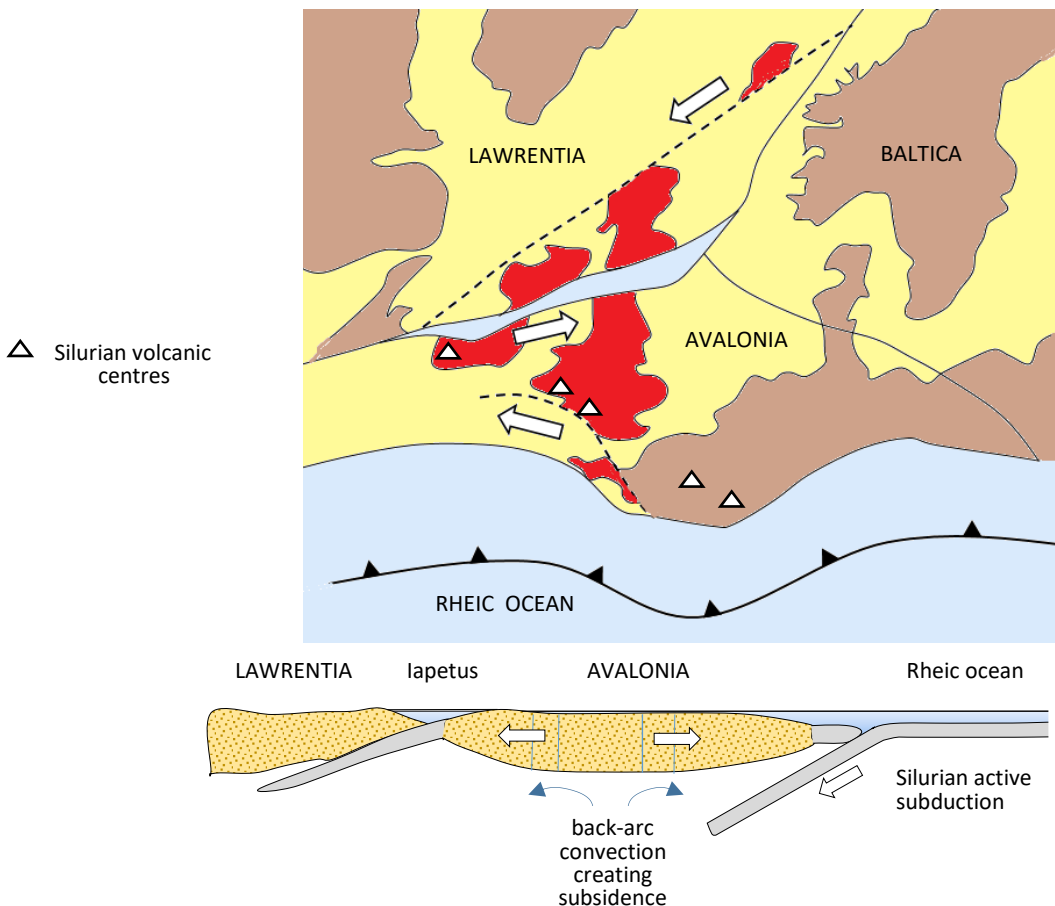 LAWRENTIA
BALTICA
AVALONIA
Silurian volcanic
centres
RHEIC OCEAN
LAWRENTIA
Iapetus
AVALONIA
Rheic ocean
Silurian active
subduction
back-arc
convection
creating
subsidence